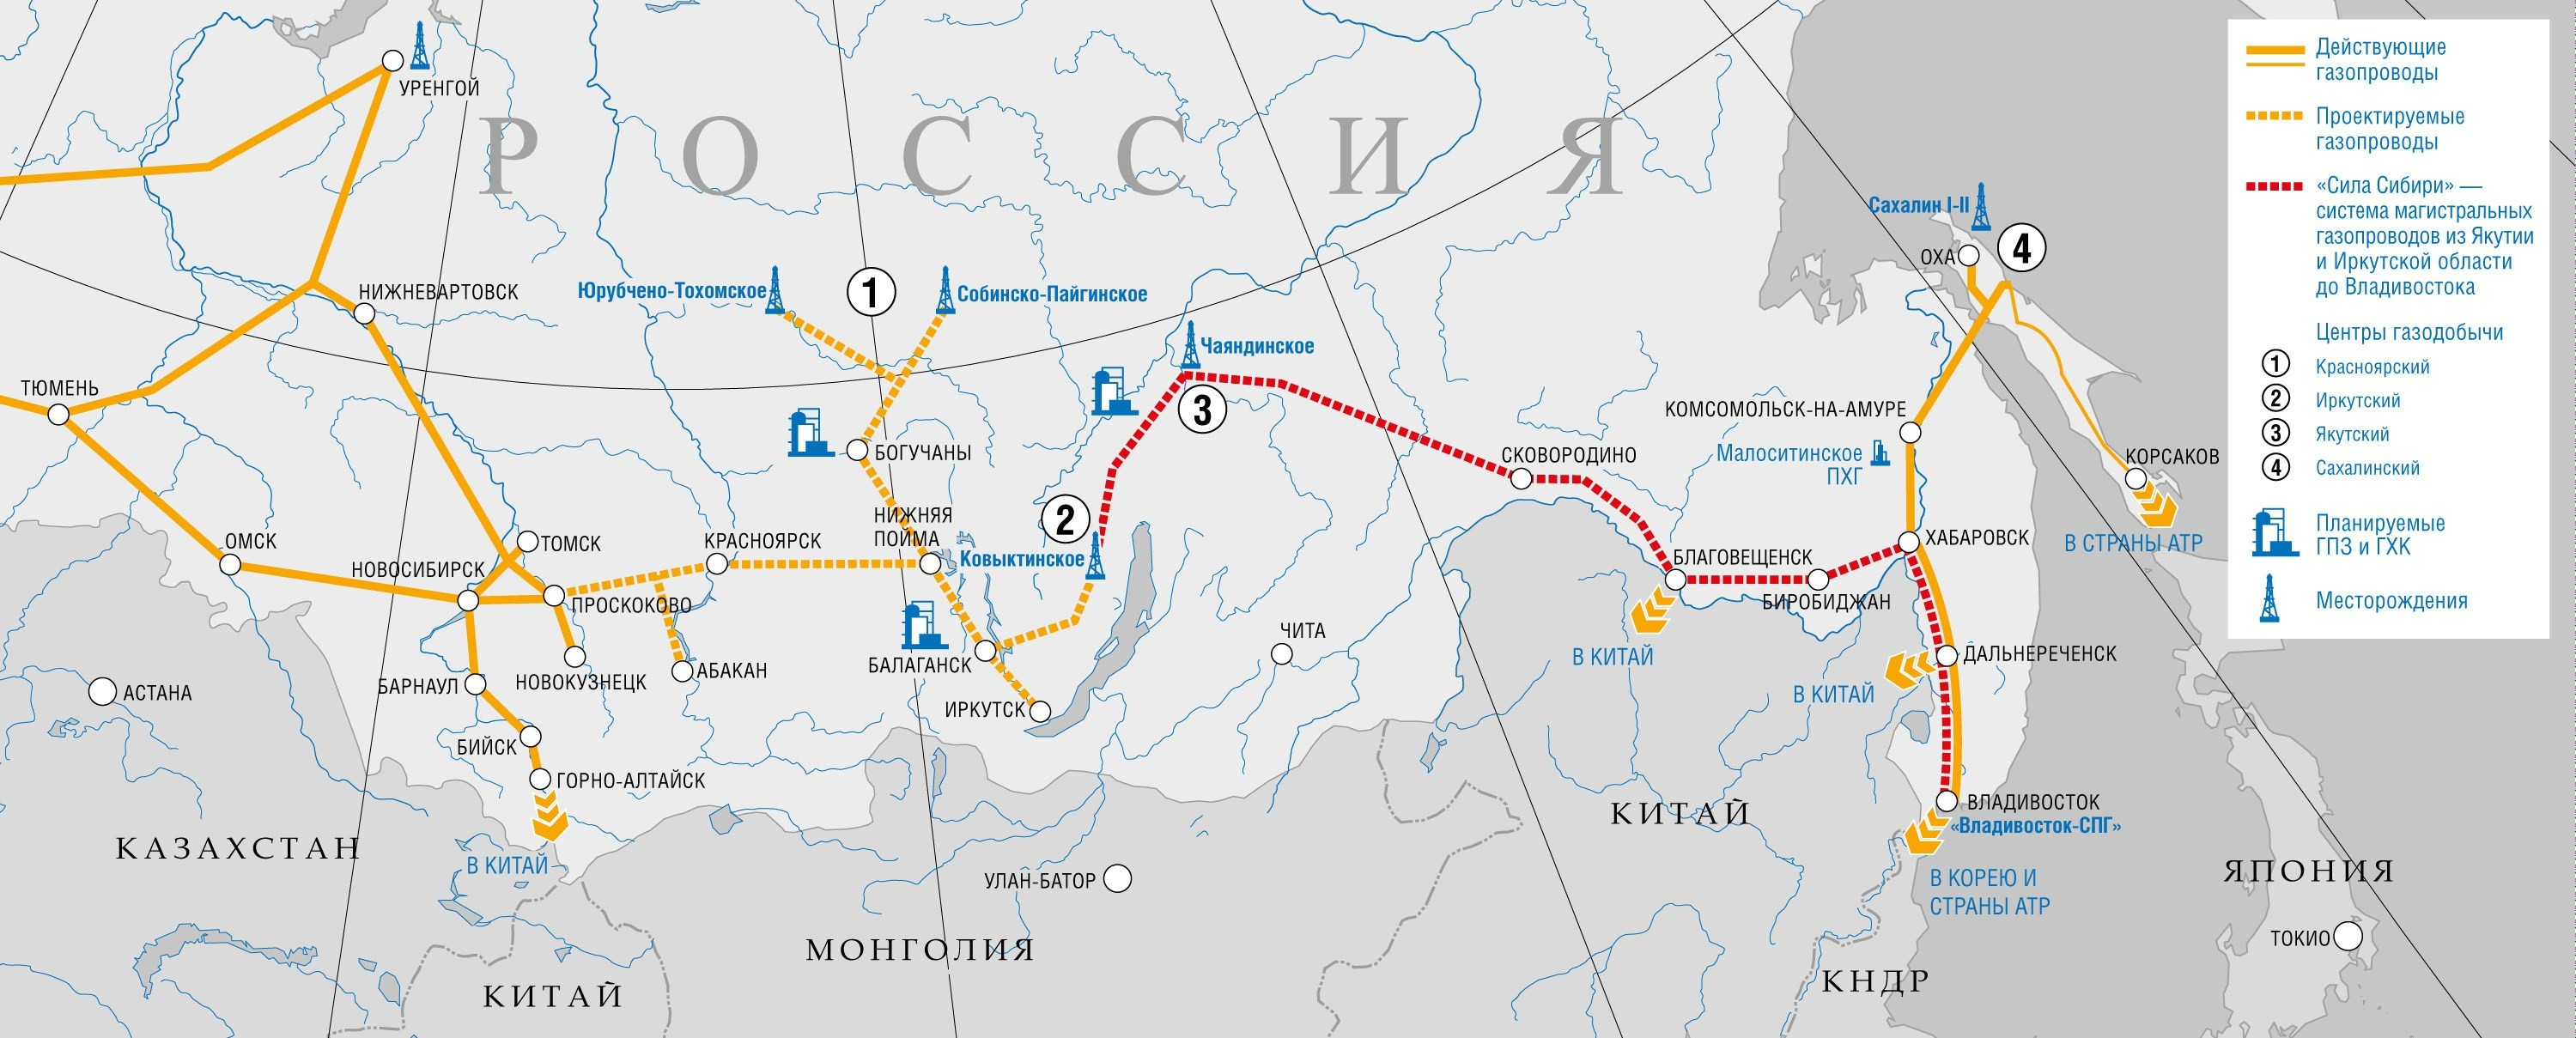 РОССИЯ
УРЕНГОЙ
НИЖНЕВАРТОВСК
ТЮМЕНЬ
ОМСК
НОВОСИБИРСК
ТОМСК
ПРОСКОКОВО
КРАСНОЯРСК
НОВОКУЗНЕЦК
АБАКАН
БАРНАУЛ
БИЙСК
ГОРНО-АЛТАЙСК
В КИТАЙ
АСТАНА
КАЗАХСТАН
КИТАЙ
Юрубчено-Тохомское
1
Собинско-Пайгинское
БОГУЧАНЫ
НИЖНЯЯ
ПОЙМА
2
Ковыктинское
БАЛАГАНСК
ИРКУТСК
Чаяндинское
3
ЧИТА
УЛАН-БАТОР
МОНГОЛИЯ
СКОВОРОДИНО
БЛАГОВЕЩЕНСК
В КИТАЙ
БИРОБИДЖАН
Сахалин I-II
ОХА
4
КОМСОМОЛЬСК-НА-АМУРЕ
Малоситинское
ПХГ
ХАБАРОВСК
КОРСАКОВ
В СТРАНЫ АТР
ДАЛЬНЕРЕЧЕНСК
В КИТАЙ
КИТАЙ
ВЛАДИВОСТОК
«Владивосток-СПГ»
В КОРЕЮ И
СТРАНЫ АТР
КНДР
ЯПОНИЯ
ТОКИО
Действующие
газопроводы
Проектируемые
газопроводы
«Сила Сибири» —
система магистральных
газопроводов из Якутии
и Иркутской области
до Владивостока
Центры газодобычи
1 Красноярский
2 Иркутский
3 Якутский
4 Сахалинский
Планируемые
ГПЗ и ГХК
Месторождения